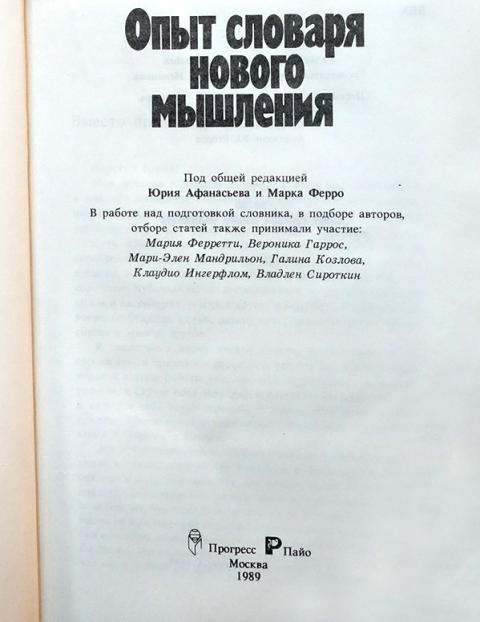 Опыт словаря
нового
мышления
Под общей редакцией
Юрия Афанасьева и Марка Ферро
В работе над подготовкой словника, в подборе авторов,
отборе статей также принимали участие:
Мария Ферретти, Вероника Гаррос,
Мари-Элен Мандрильон, Галина Козлова,
Клаудио Ингерфлом, Владлен Сироткин
Прогресс Пайо
Москва
1989